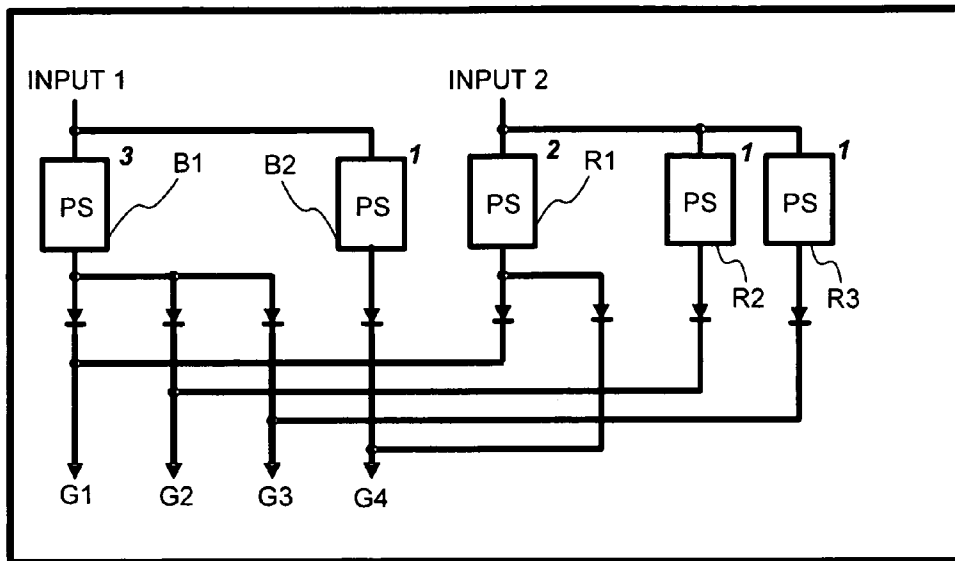 INPUT 1 INPUT 2
3 B1 B2 1 2 R1 1 1
PS PS PS PS PS
R2 R3
G1 G2 G3 G4